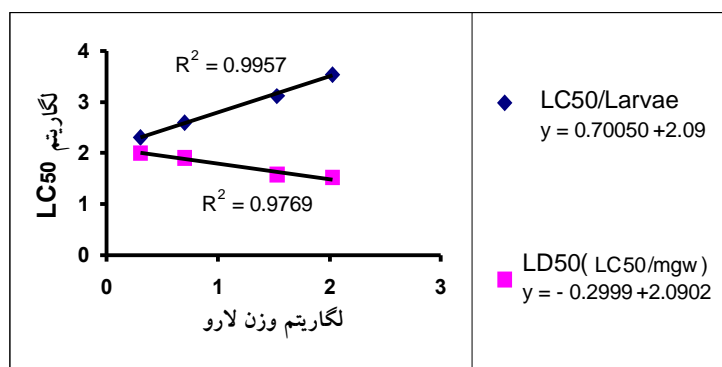 4
3
2
1
0
0
1
2
3
لگاریتم LC50
لگاریتم وزن لارو
R² = 0.9957
R² = 0.9769
LC50/Larvae
y = 0.70050 +2.09
LD50( LC50/mgw )
y = - 0.2999 +2.0902